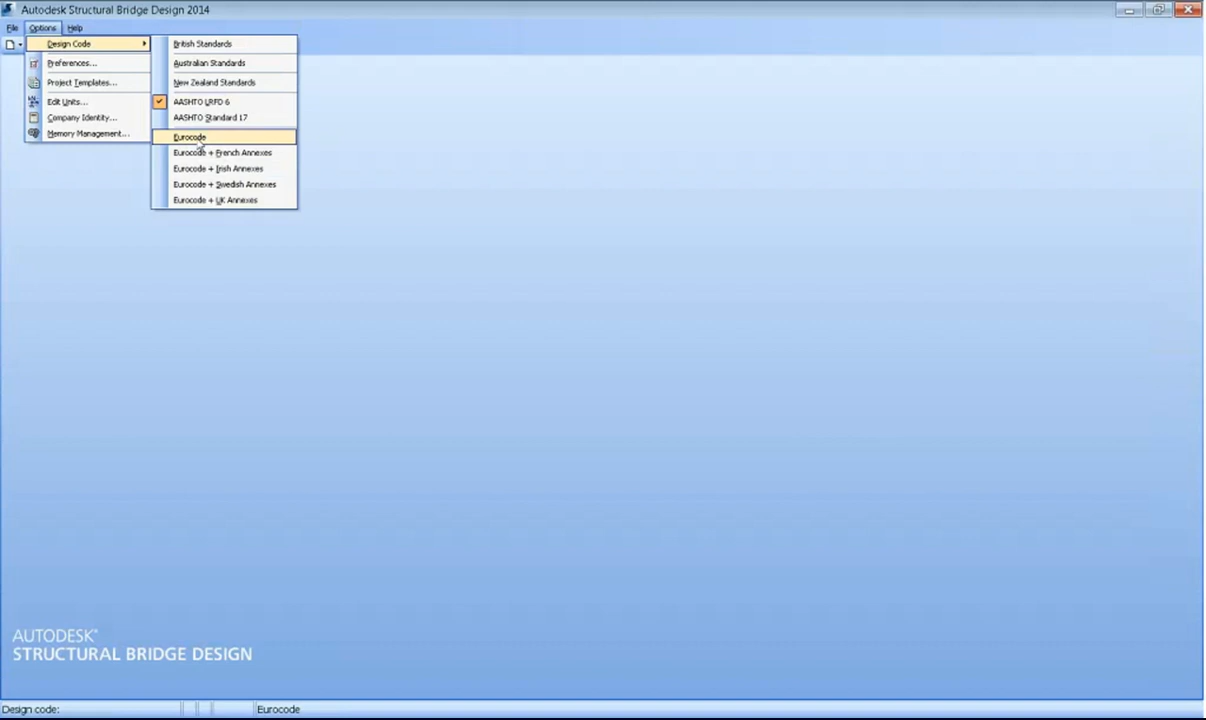 Autodesk Structural Bridge Design 2014
File Options Help
Design Code
Preferences...
Project Templates...
Edit Units...
Company Identity...
Memory Management...
British Standards
Australian Standards
New Zealand Standards
AASHTO LRFD 6
AASHTO Standard 17
Eurocode
Eurocode + French Annexes
Eurocode + Irish Annexes
Eurocode + Swedish Annexes
Eurocode + UK Annexes
AUTODESK®
STRUCTURAL BRIDGE DESIGN
Design code: Eurocode